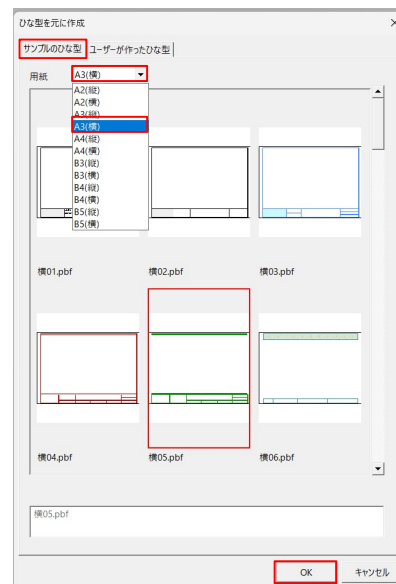 ひな型を元に作成
サンプルのひな型 ユーザーが作ったひな型
用紙 A3(横)
A2(縦)
A2(横)
A3(縦)
A3(横)
A4(縦)
A4(横)
B3(縦)
B3(横)
B4(縦)
B4(横)
B5(縦)
B5(横)
横01.pbf 横02.pbf 横03.pbf
横04.pbf 横05.pbf 横06.pbf
横05.pbf
OK キャンセル